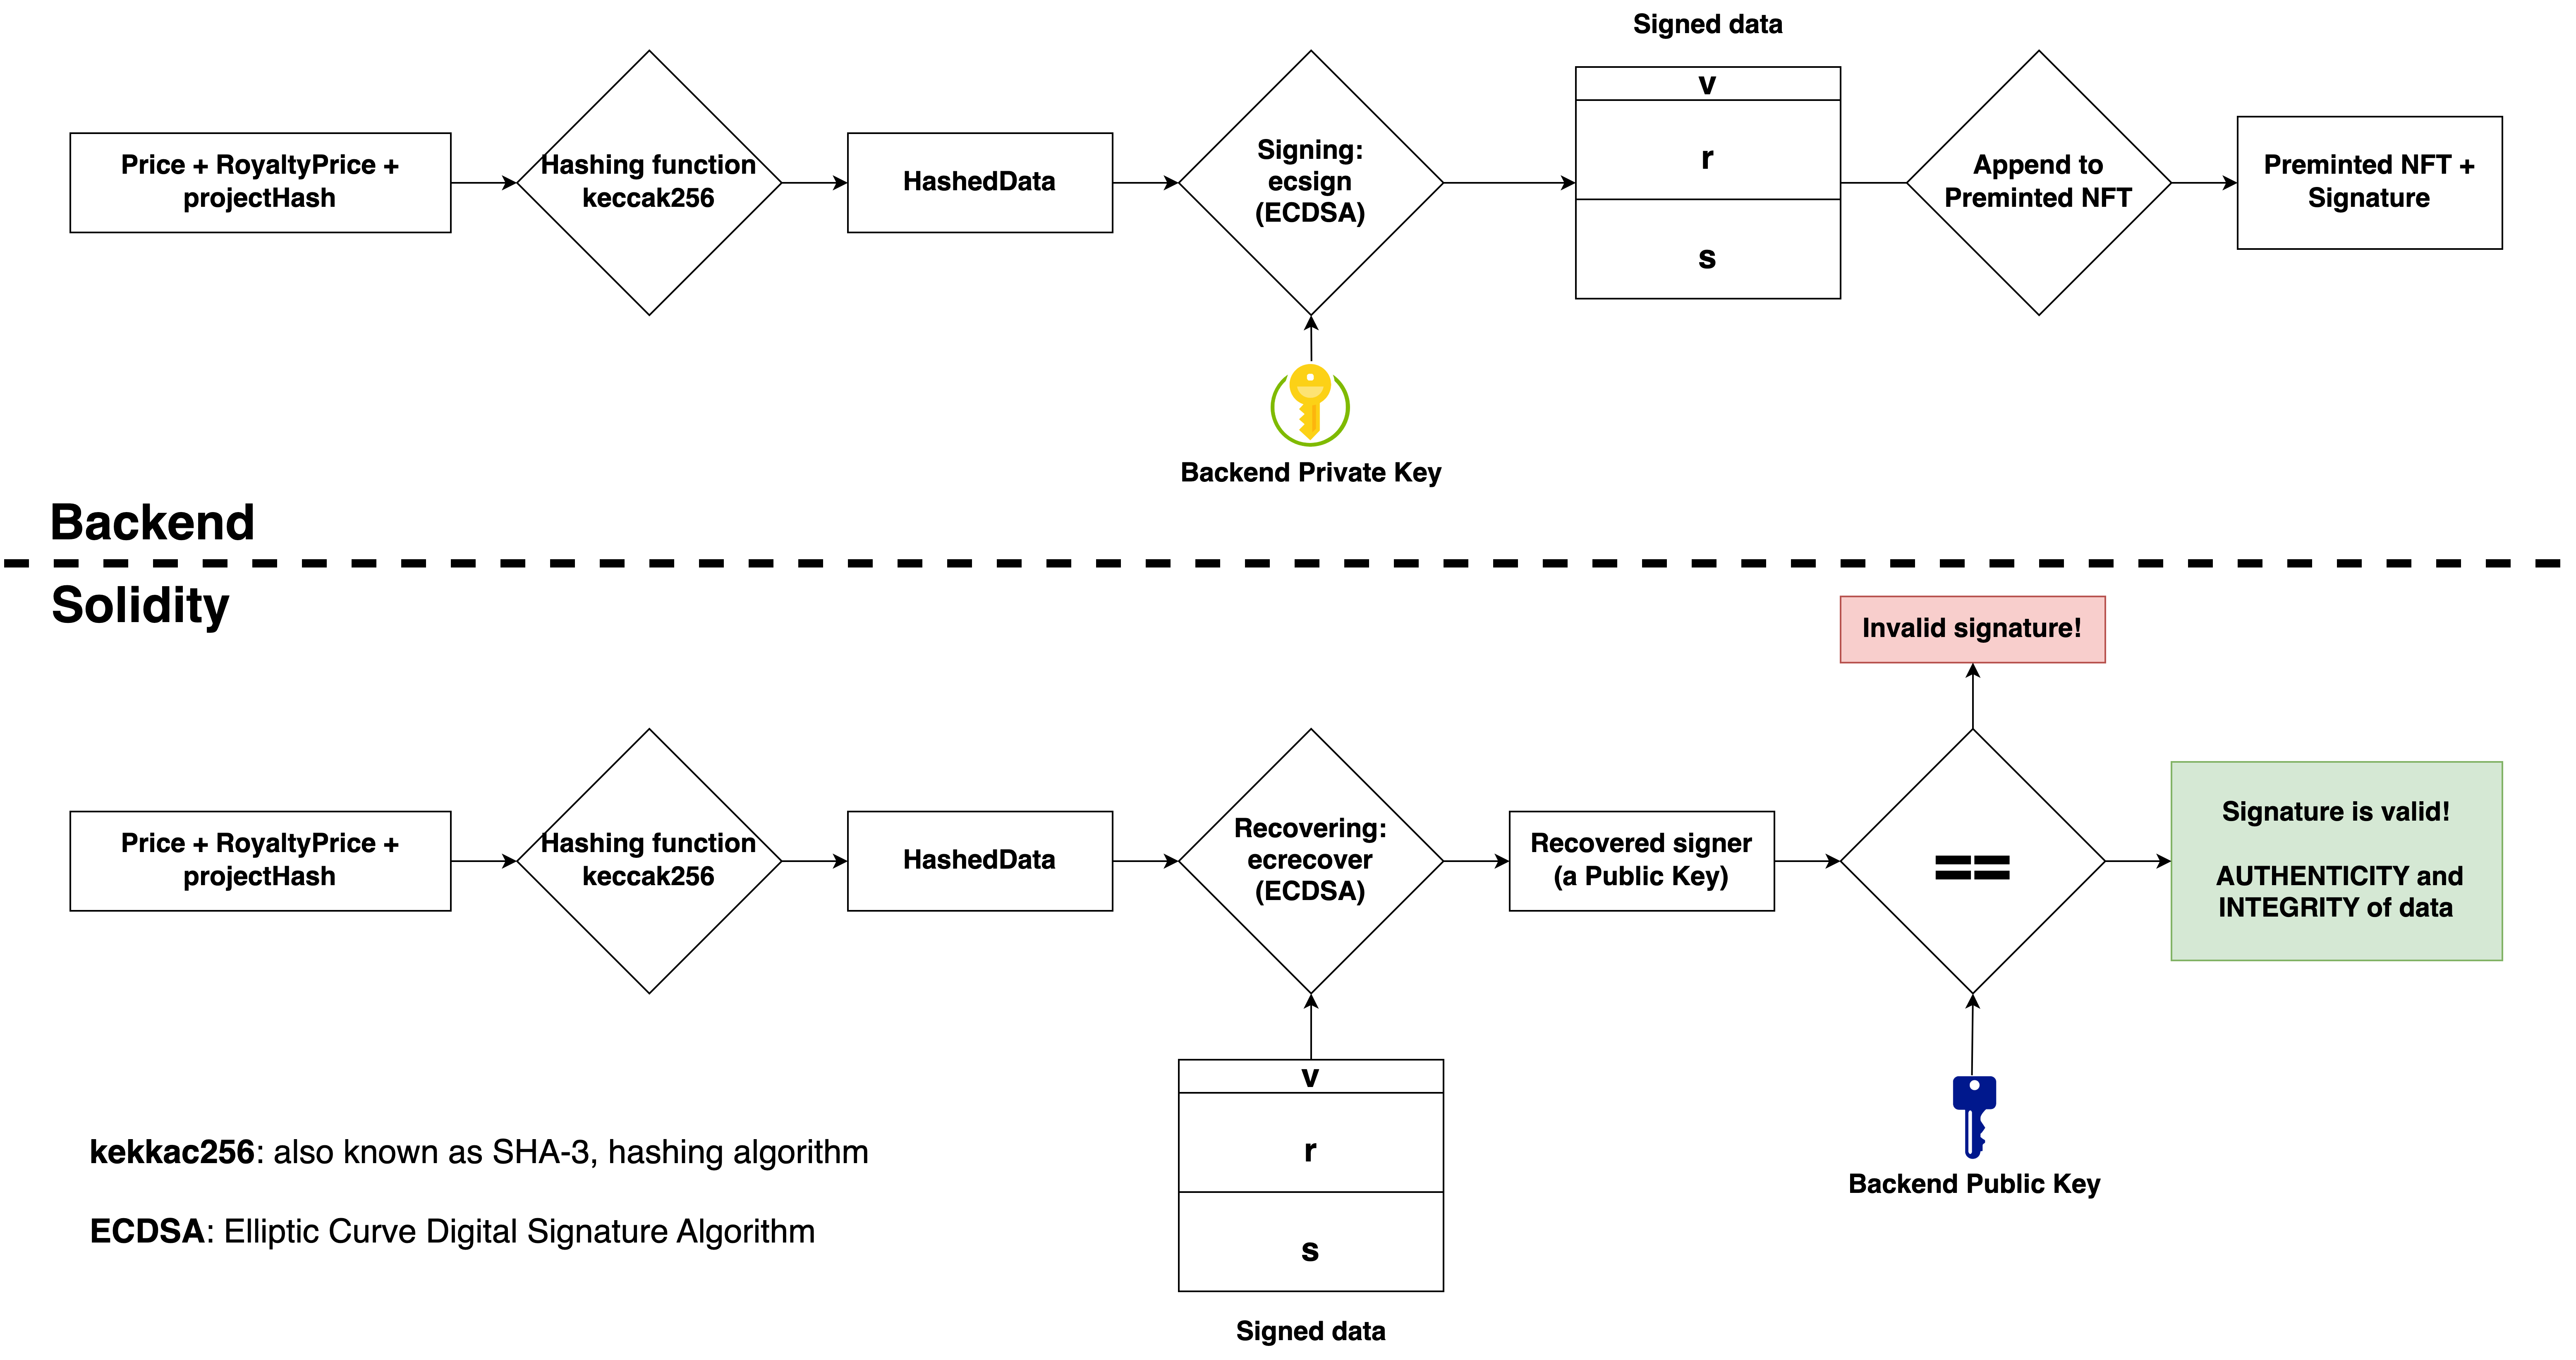 Signed data
Price + RoyaltyPrice +
projectHash
Hashing function
keccak256
HashedData
Signing:
ecsign
(ECDSA)
v
r
s
Append to
Preminted NFT
Preminted NFT +
Signature
Backend Private Key
Backend
Solidity
Invalid signature!
Price + RoyaltyPrice +
projectHash
Hashing function
keccak256
HashedData
Recovering:
ecrecover
(ECDSA)
Recovered signer
(a Public Key)
==
Signature is valid!
AUTHENTICITY and
INTEGRITY of data
v
r
s
Signed data
Backend Public Key
kekkac256: also known as SHA-3, hashing algorithm
ECDSA: Elliptic Curve Digital Signature Algorithm